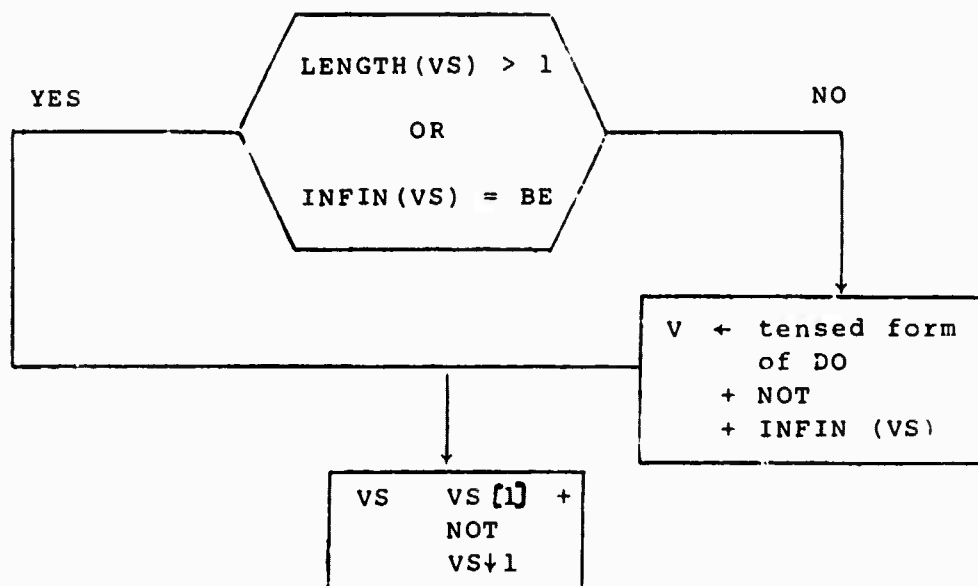 LENGTH(VS) > 1
YES
NO
OR
INFIN(VS) = BE
V ← tensed form
of DO
+ NOT
+ INFIN (VS)
VS VS[1] +
NOT
VS↓1